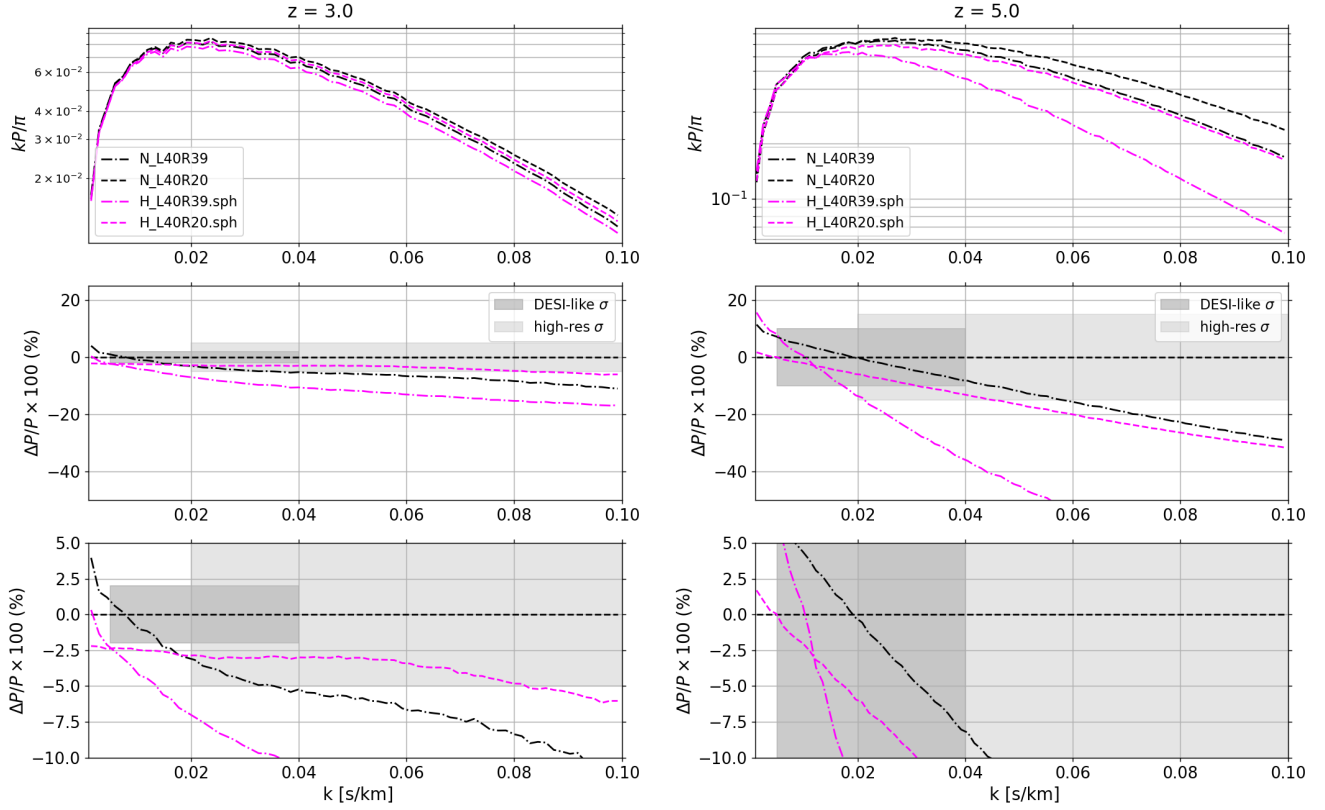 z = 3.0
kP/π
6 × 10⁻²
4 × 10⁻²
3 × 10⁻²
2 × 10⁻²
N_L40R39
N_L40R20
H_L40R39.sph
H_L40R20.sph
0.02 0.04 0.06 0.08 0.10
z = 5.0
kP/π
10⁻¹
N_L40R39
N_L40R20
H_L40R39.sph
H_L40R20.sph
0.02 0.04 0.06 0.08 0.10
ΔP/P × 100 (%)
20
0
−20
−40
DESI-like σ
high-res σ
0.02 0.04 0.06 0.08 0.10
ΔP/P × 100 (%)
20
0
−20
−40
DESI-like σ
high-res σ
0.02 0.04 0.06 0.08 0.10
ΔP/P × 100 (%)
5.0
2.5
0.0
−2.5
−5.0
−7.5
−10.0
0.02 0.04 0.06 0.08 0.10
k [s/km]
ΔP/P × 100 (%)
5.0
2.5
0.0
−2.5
−5.0
−7.5
−10.0
0.02 0.04 0.06 0.08 0.10
k [s/km]